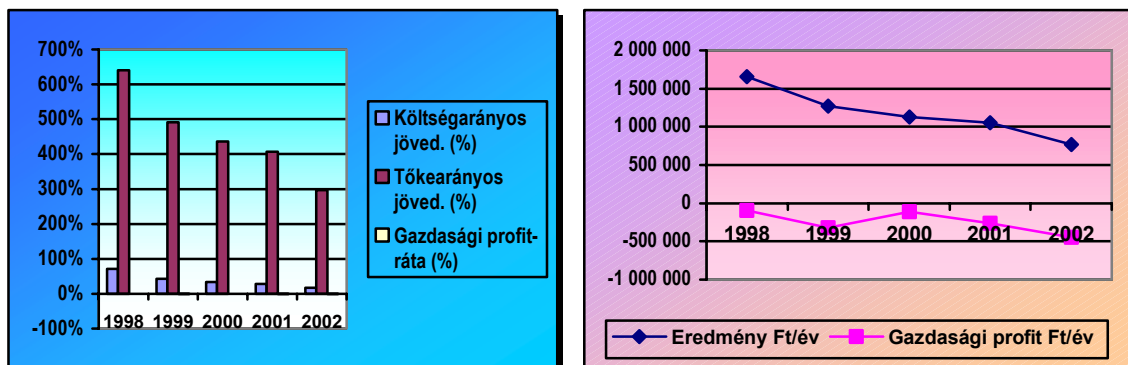 700%
600%
500%
400%
300%
200%
100%
0%
-100%
1998 1999 2000 2001 2002
Költségarányos
jöved. (%)
Tőkearányos
jöved. (%)
Gazdasági profit-
ráta (%)
2 000 000
1 500 000
1 000 000
500 000
0
-500 000
-1 000 000
1998 1999 2000 2001 2002
Eredmény Ft/év
Gazdasági profit Ft/év